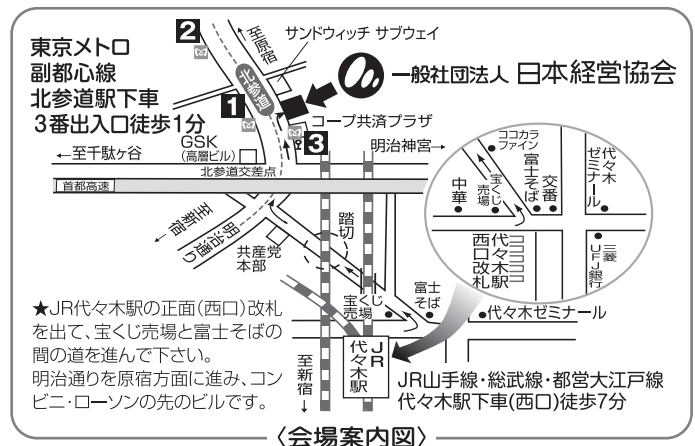 東京メトロ
副都心線
北参道駅下車
3番出入口徒歩1分
2
至原宿
サンドウィッチ サブウェイ
北参道
1
一般社団法人 日本経営協会
コープ共済プラザ
3
GSK
(高層ビル)
明治神宮→
←至千駄ヶ谷
北参道交差点
首都高速
至新宿
明治通り
共産党
本部
踏切
ココカラ
ファイン
代々木
ゼミナール
中華
宝くじ
売場
富士そば
交番
代々木駅
西口改札
三菱
UFJ銀行
宝くじ
売場
富士
そば
代々木ゼミナール
★JR代々木駅の正面(西口)改札
を出て、宝くじ売場と富士そばの
間の道を進んで下さい。
明治通りを原宿方面に進み、コン
ビニ・ローソンの先のビルです。
至新宿
JR
代々木駅
JR山手線・総武線・都営大江戸線
代々木駅下車(西口)徒歩7分
〈会場案内図〉